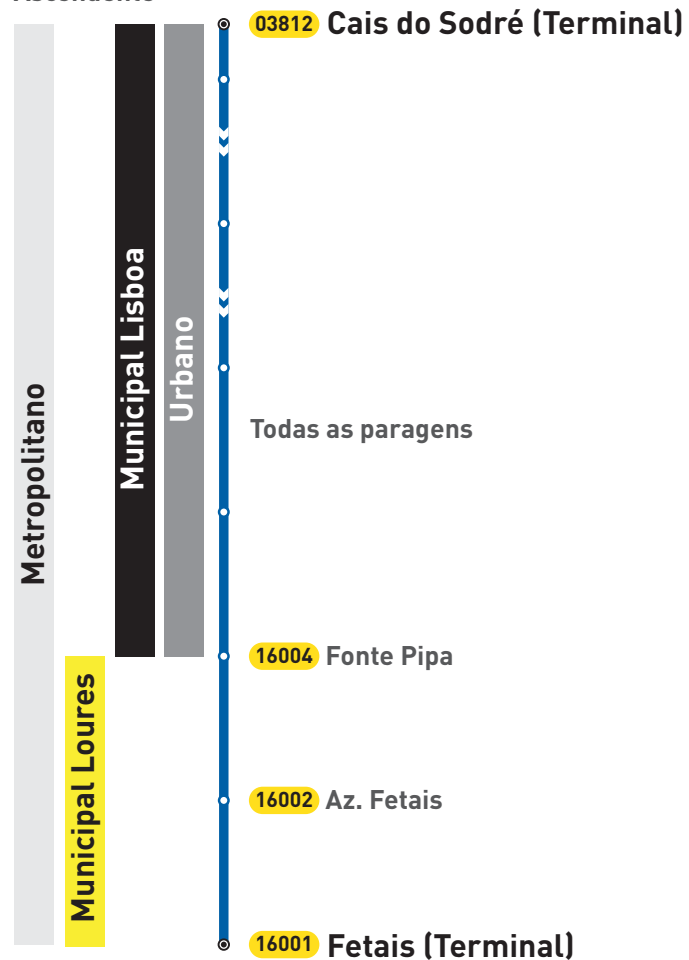 03812 Cais do Sodré (Terminal)
Metropolitano
Municipal Lisboa
Urbano
Todas as paragens
16004 Fonte Pipa
Municipal Loures
16002 Az. Fetais
16001 Fetais (Terminal)